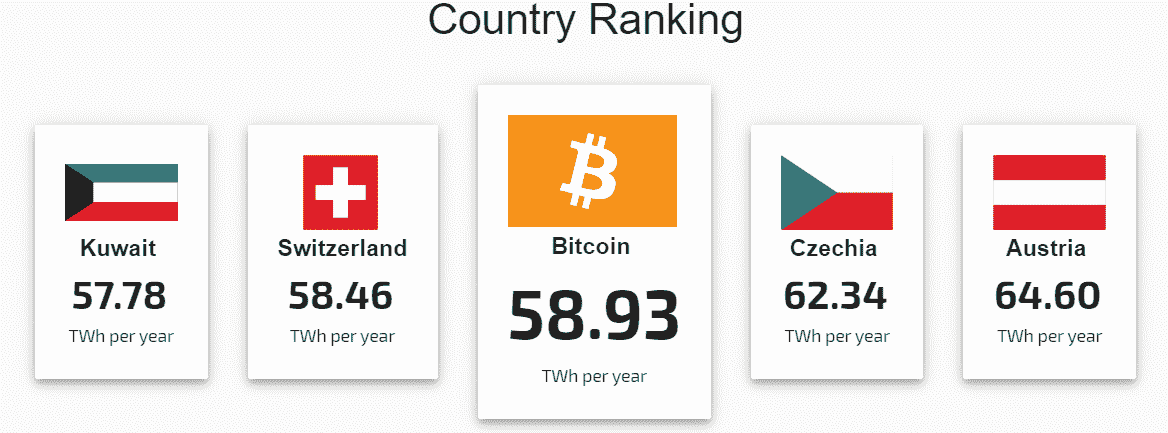 Country Ranking
Kuwait
57.78
TWh per year
Switzerland
58.46
TWh per year
Bitcoin
58.93
TWh per year
Czechia
62.34
TWh per year
Austria
64.60
TWh per year